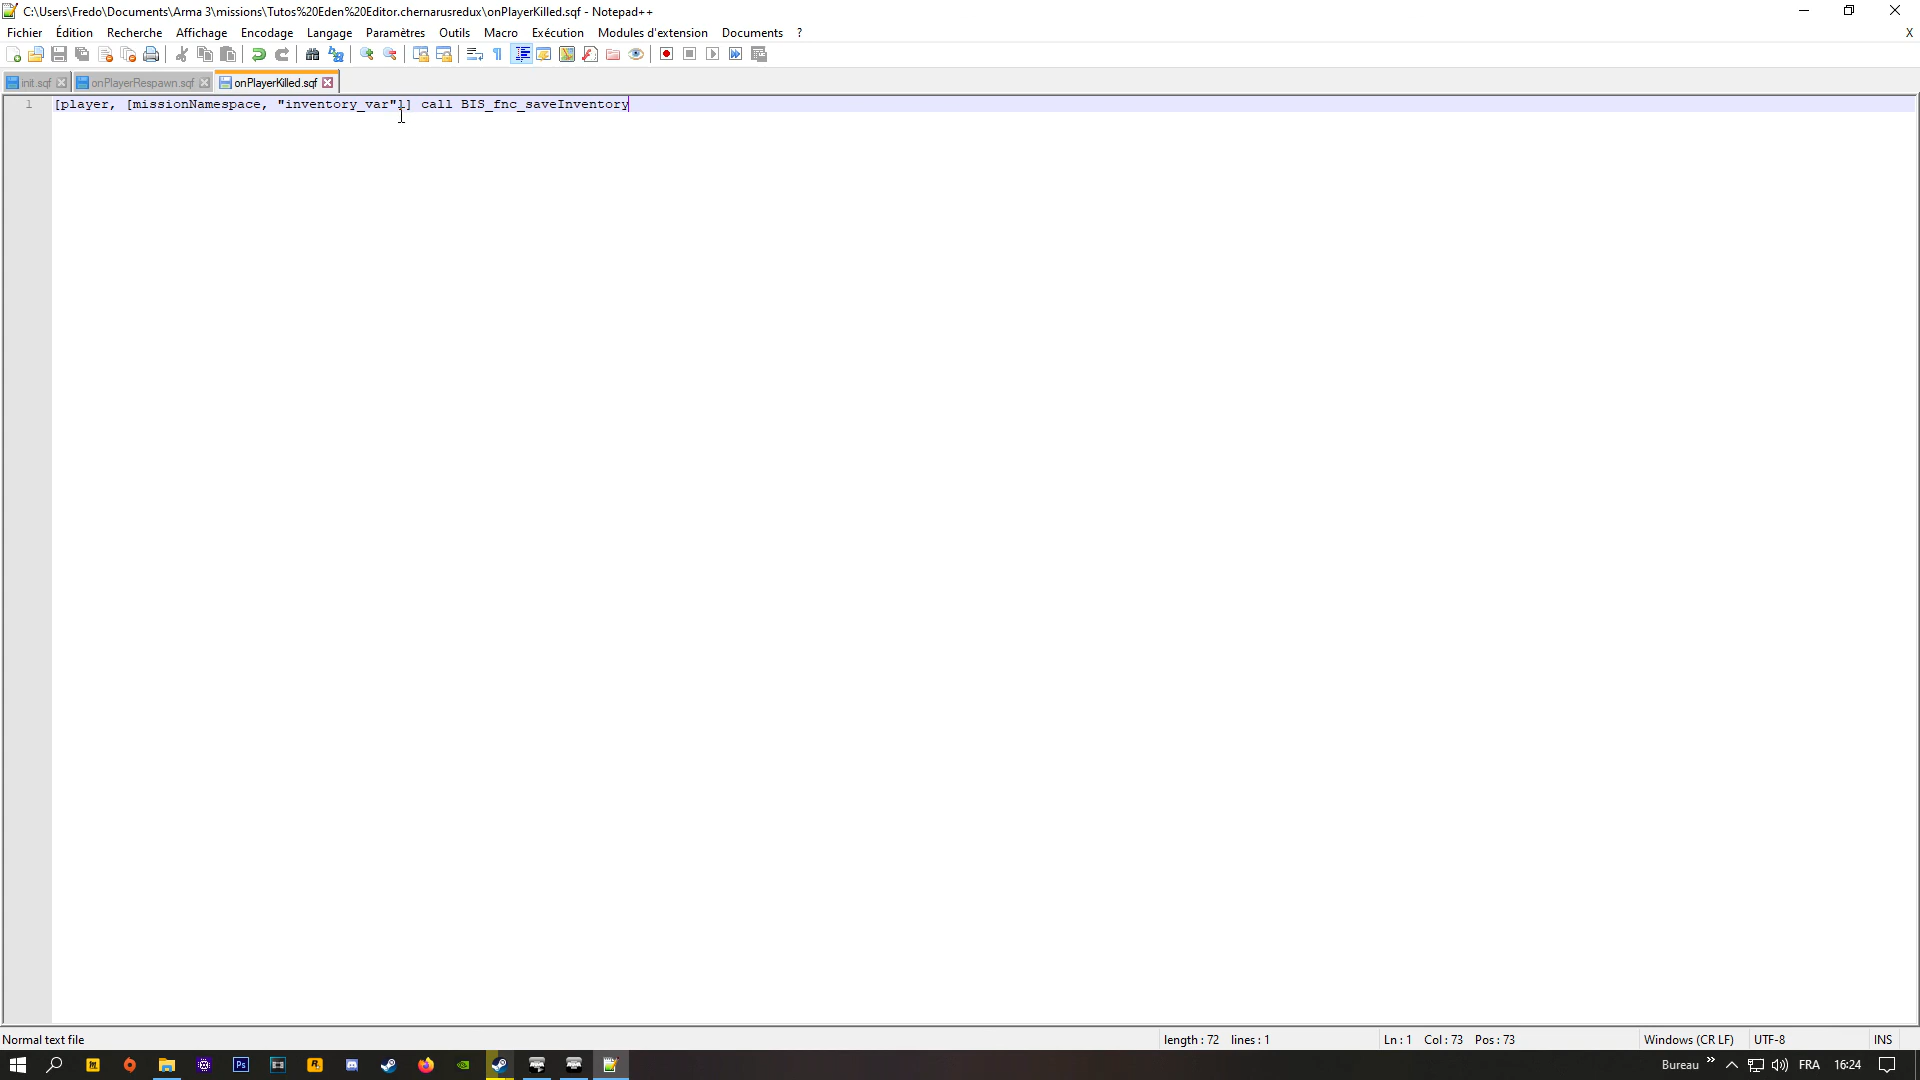 C:\Users\Fredo\Documents\Arma 3\missions\Tutos%20Eden%20Editor.chernarusredux\onPlayerKilled.sqf - Notepad++
Fichier Édition Recherche Affichage Encodage Langage Paramètres Outils Macro Exécution Modules d'extension Documents ? X
init.sqf onPlayerRespawn.sqf onPlayerKilled.sqf
1 [player, [missionNamespace, "inventory_var"]] call BIS_fnc_saveInventory
Normal text file length : 72 lines : 1 Ln : 1 Col : 73 Pos : 73 Windows (CR LF) UTF-8 INS
Ps Bureau FRA 16:24